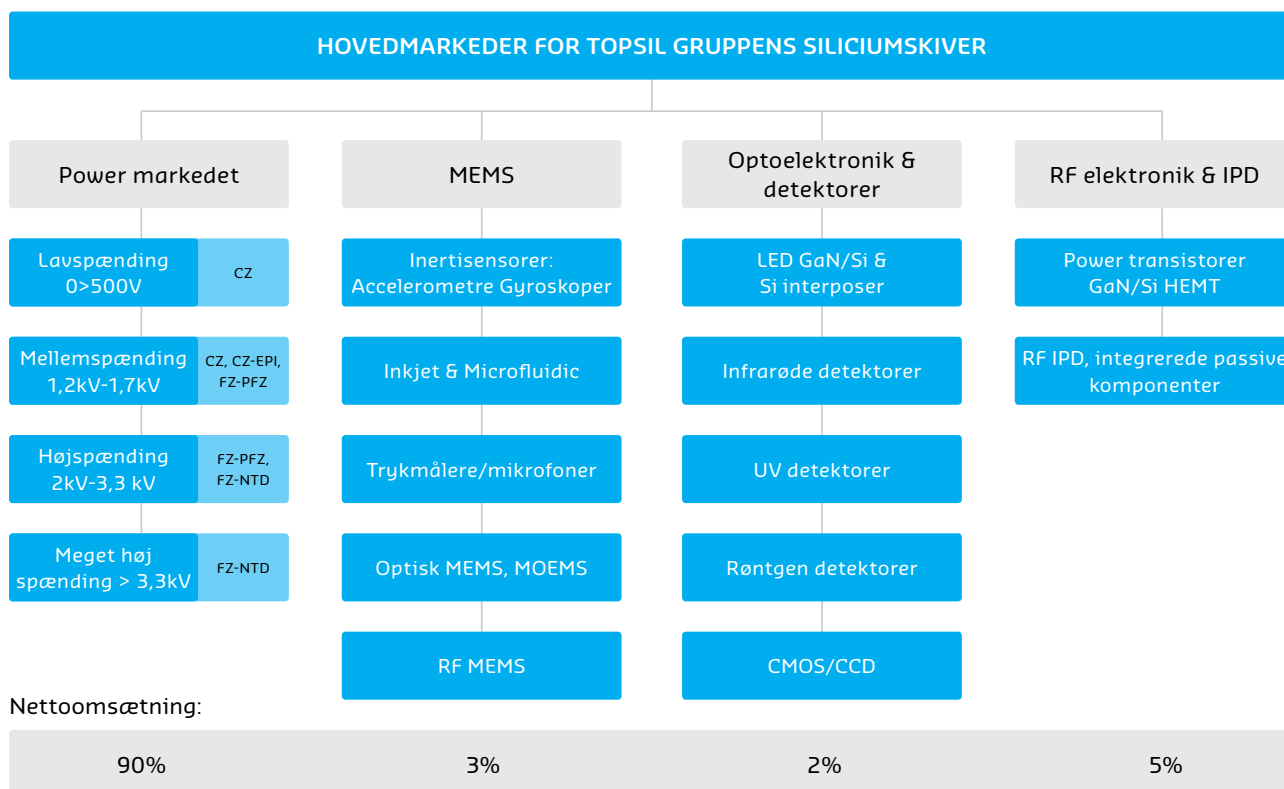 HOVEDMARKEDER FOR TOPSIL GRUPPENS SILICIUMSKIVER
Power markedet
Lavspænding
0>500V
CZ
Mellemspænding
1,2kV-1,7kV
CZ, CZ-EPI,
FZ-PFZ
Højspænding
2kV-3,3 kV
FZ-PFZ,
FZ-NTD
Meget høj
spænding > 3,3kV
FZ-NTD
MEMS
Inertisensorer:
Accelerometre Gyroskoper
Inkjet & Microfluidic
Trykmålere/mikrofoner
Optisk MEMS, MOEMS
RF MEMS
Optoelektronik &
detektorer
LED GaN/Si &
Si interposer
Infrarøde detektorer
UV detektorer
Røntgen detektorer
CMOS/CCD
RF elektronik & IPD
Power transistorer
GaN/Si HEMT
RF IPD, integrerede passive
komponenter
Nettoomsætning:
90%
3%
2%
5%